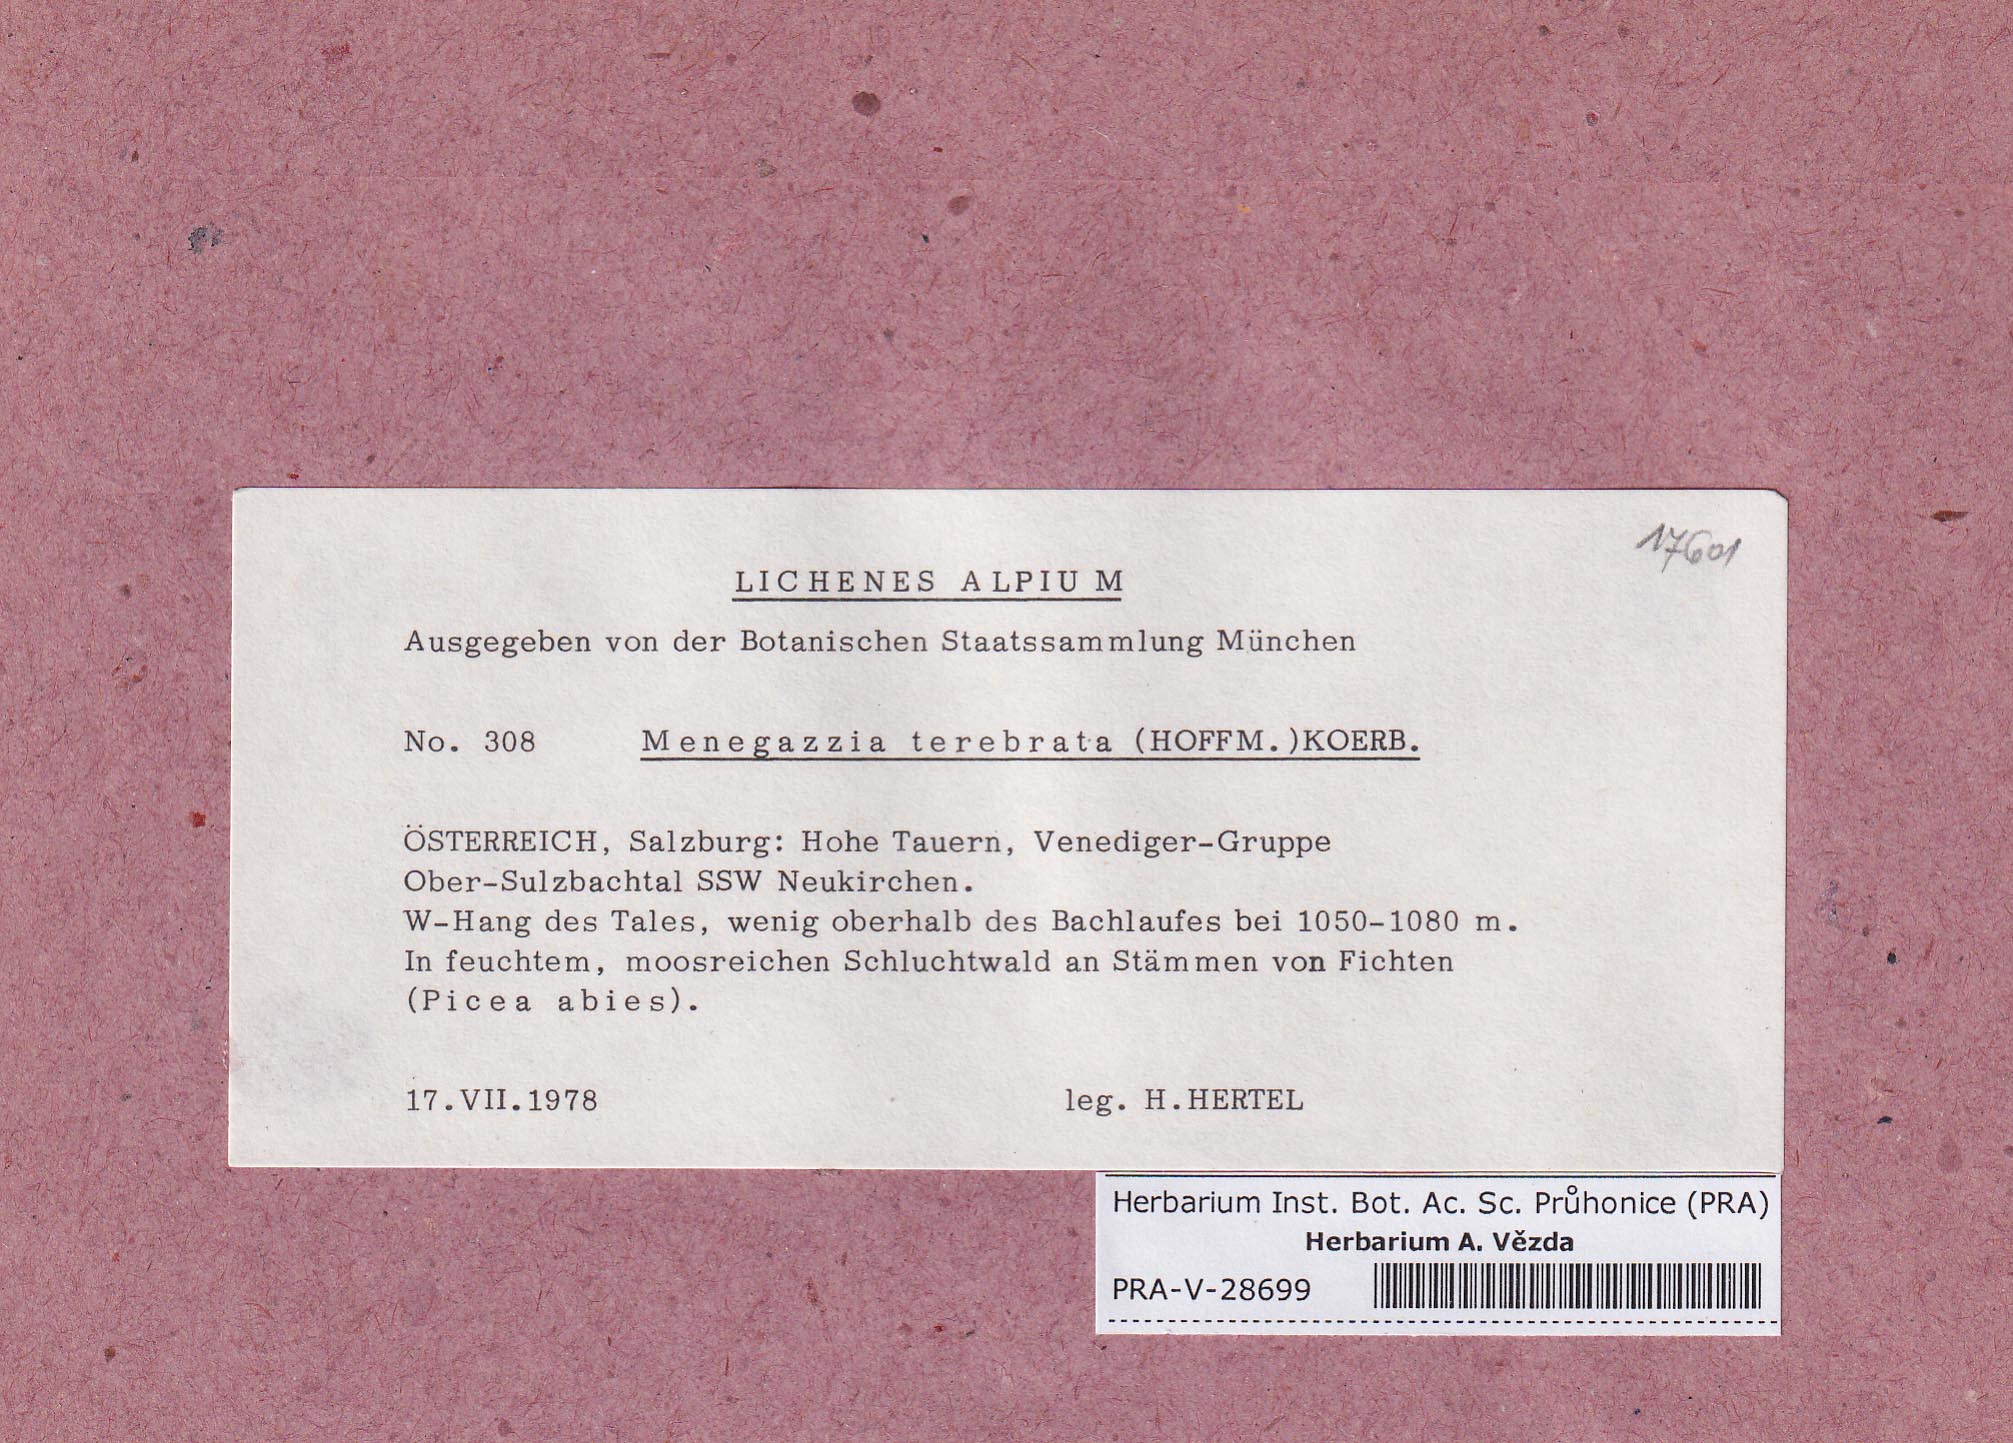 17601
LICHENES ALPIUM
Ausgegeben von der Botanischen Staatssammlung München
No. 308 Menegazzia terebrata (HOFFM.)KOERB.
ÖSTERREICH, Salzburg: Hohe Tauern, Venediger-Gruppe
Ober-Sulzbachtal SSW Neukirchen.
W-Hang des Tales, wenig oberhalb des Bachlaufes bei 1050-1080 m.
In feuchtem, moosreichen Schluchtwald an Stämmen von Fichten
(Picea abies).
17.VII.1978 leg. H.HERTEL
Herbarium Inst. Bot. Ac. Sc. Průhonice (PRA)
Herbarium A. Vězda
PRA-V-28699